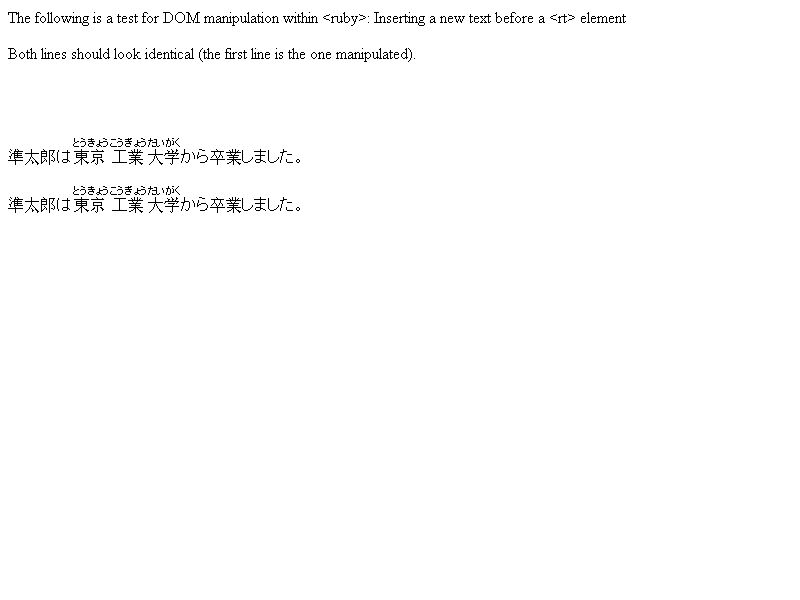 The following is a test for DOM manipulation within <ruby>: Inserting a new text before a <rt> element
Both lines should look identical (the first line is the one manipulated).
とうきょうこうぎょうだいがく
準太郎は東京 工業 大学から卒業しました。
とうきょうこうぎょうだいがく
準太郎は東京 工業 大学から卒業しました。